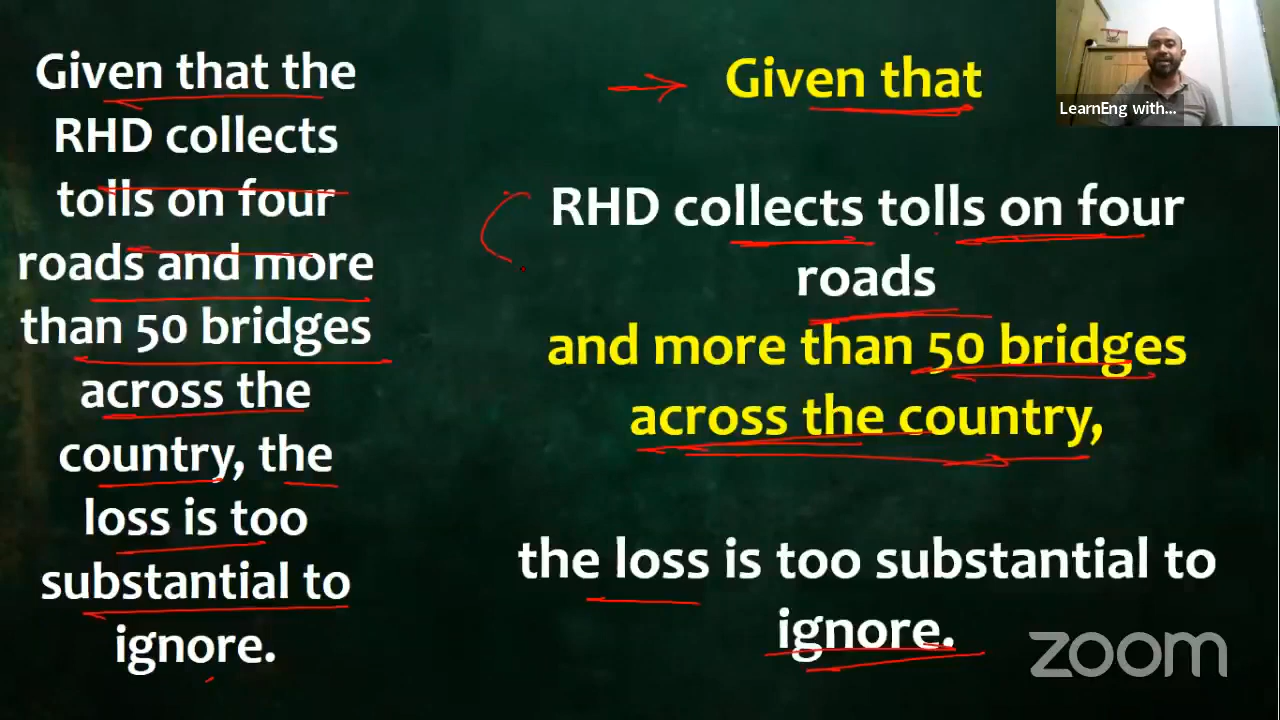 Given that the
RHD collects
tolls on four
roads and more
than 50 bridges
across the
country, the
loss is too
substantial to
ignore.
Given that
RHD collects tolls on four
roads
and more than 50 bridges
across the country,
the loss is too substantial to
ignore.
LearnEng with...
zoom